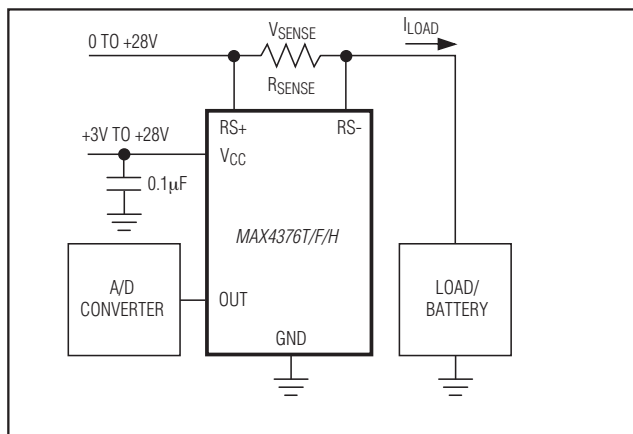 0 TO +28V
VSENSE
ILOAD
RSENSE
RS+
RS-
+3V TO +28V
VCC
0.1µF
MAX4376T/F/H
A/D
CONVERTER
OUT
LOAD/
BATTERY
GND